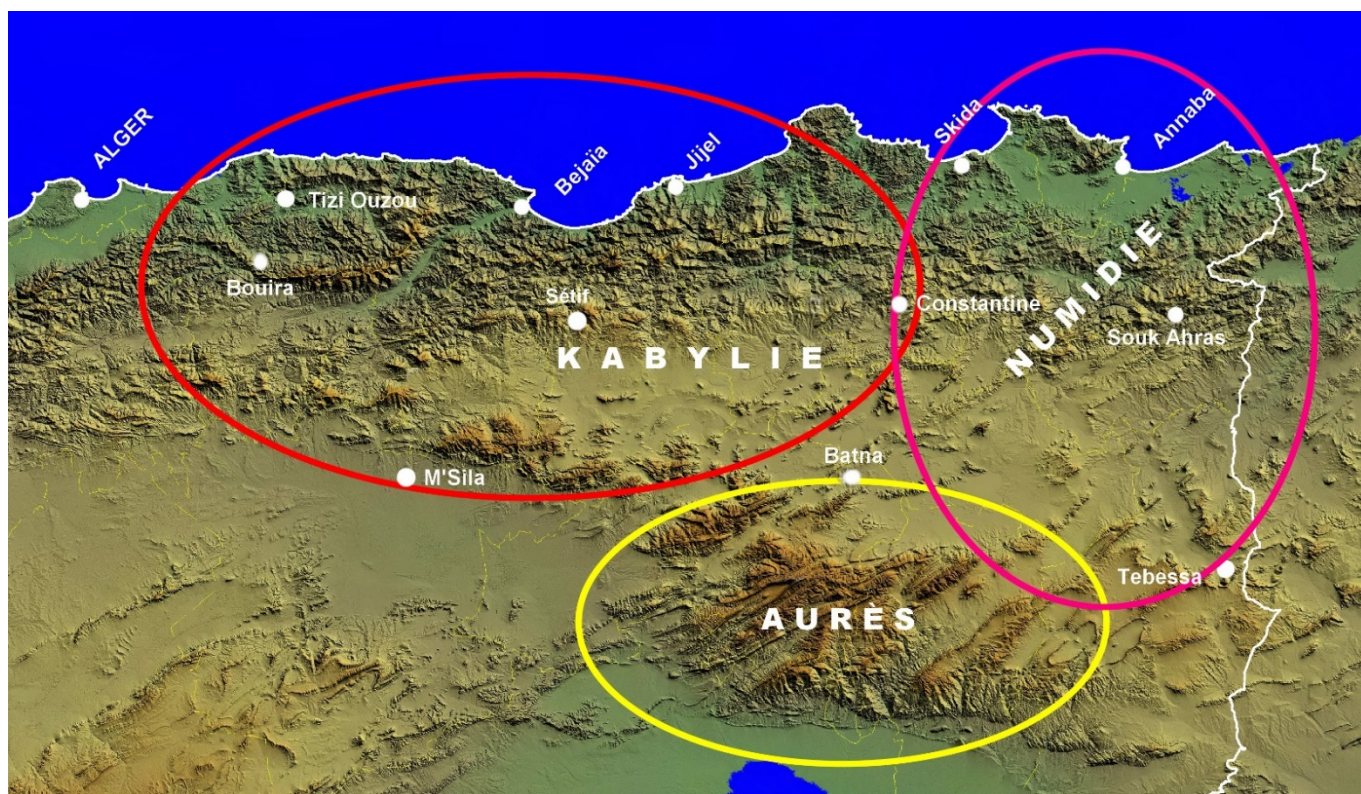 ALGER
Tizi Ouzou
Bejaïa
Jijel
Skida
Annaba
Bouira
Sétif
Constantine
Souk Ahras
KABYLIE
NUMIDIE
M'Sila
Batna
Tebessa
AURÈS